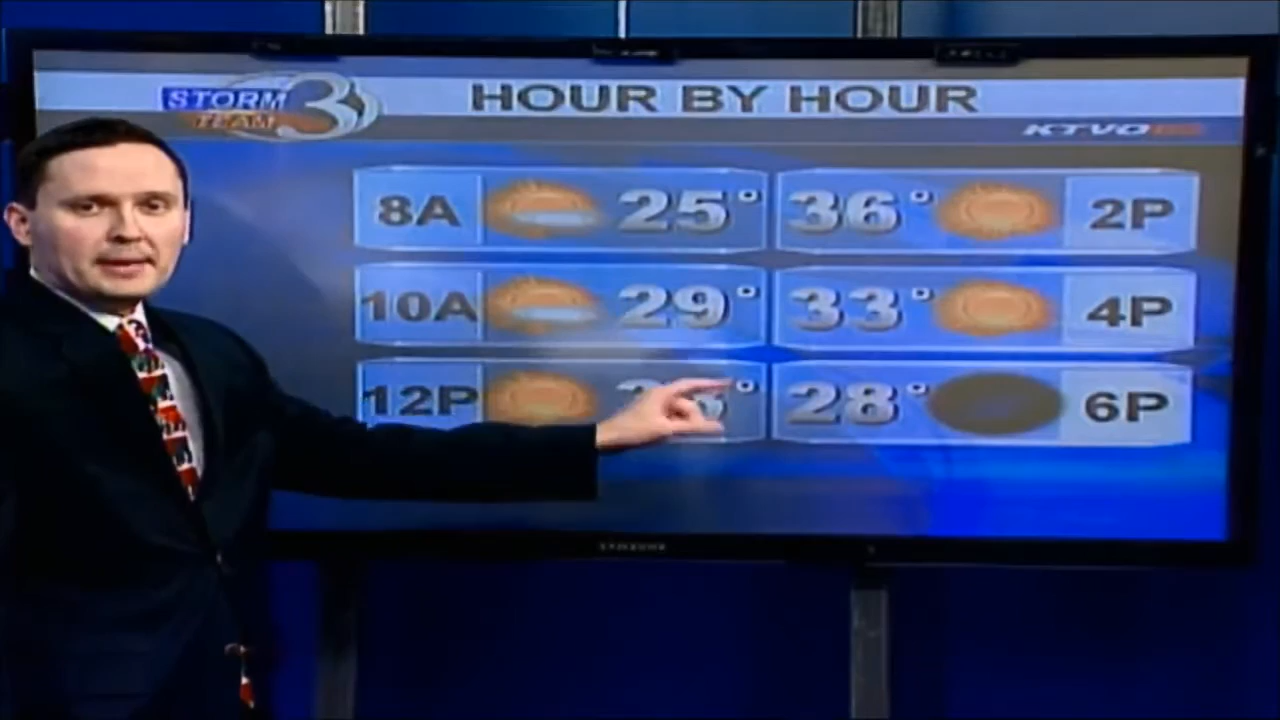 STORM
TEAM 3
HOUR BY HOUR
KTVO
8A 25° 36° 2P
10A 29° 33° 4P
12P 28° 6P
SAMSUNG